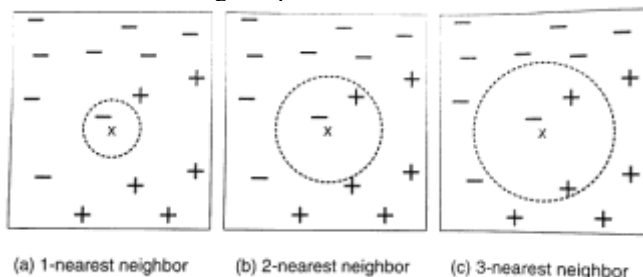 x x x
(a) 1-nearest neighbor (b) 2-nearest neighbor (c) 3-nearest neighbor